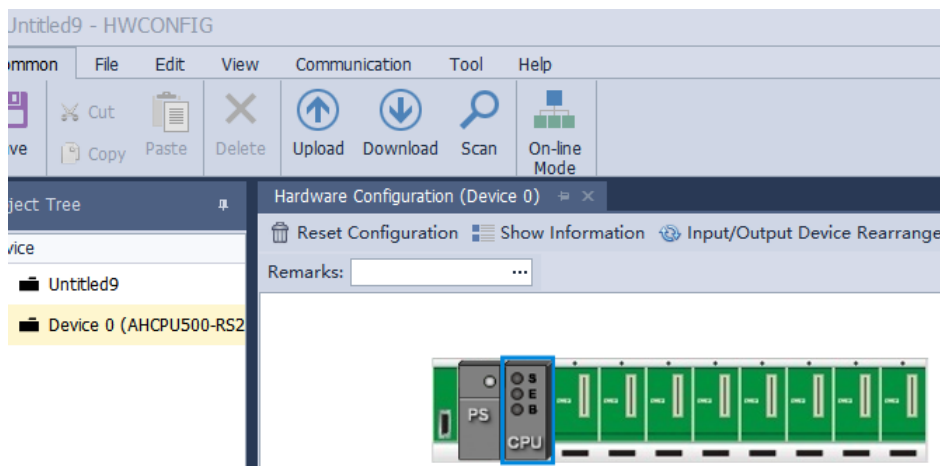 Untitled9 - HWCONFIG
ommon File Edit View Communication Tool Help
Cut
ve Copy Paste Delete Upload Download Scan On-line
Mode
ject Tree
Hardware Configuration (Device 0)
Reset Configuration Show Information Input/Output Device Rearrange
vice
Remarks: ...
Untitled9
Device 0 (AHCPU500-RS2
S
E
B
PS
CPU